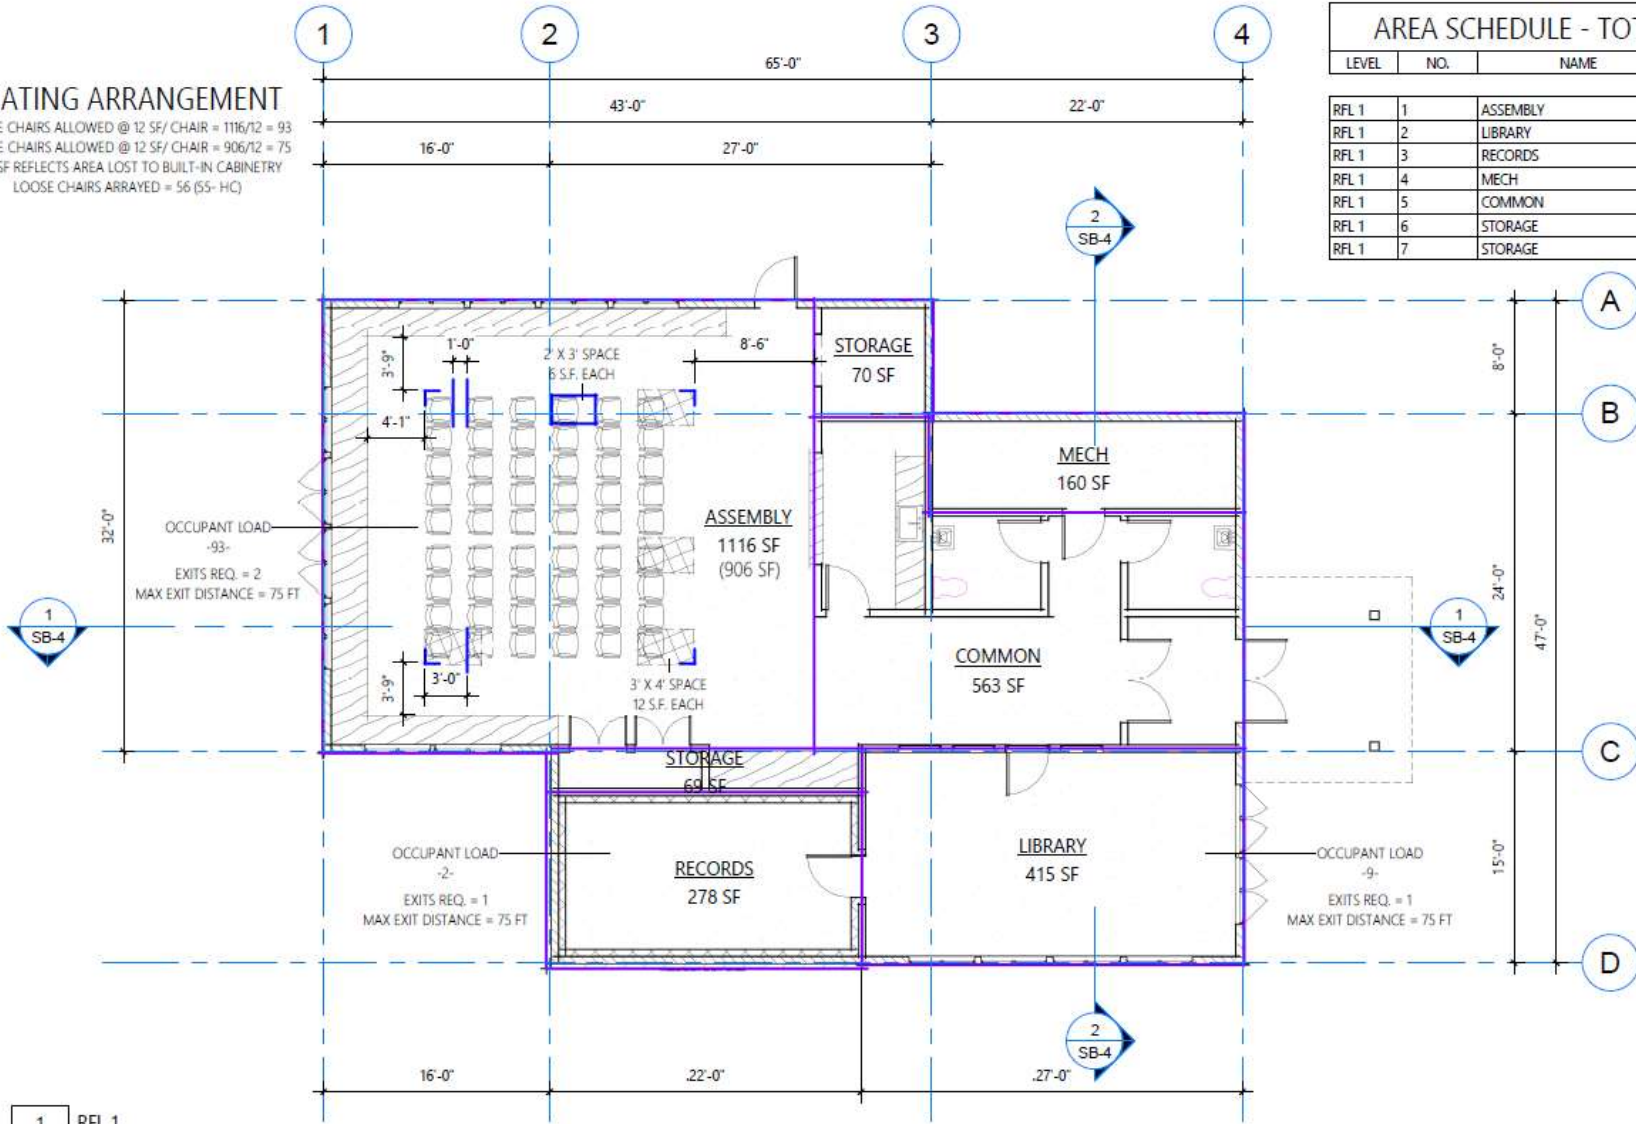 1
2
3
4
65'-0"
43'-0"
22'-0"
16'-0"
27'-0"
AREA SCHEDULE - TO
LEVEL NO. NAME
RFL 1 1 ASSEMBLY
RFL 1 2 LIBRARY
RFL 1 3 RECORDS
RFL 1 4 MECH
RFL 1 5 COMMON
RFL 1 6 STORAGE
RFL 1 7 STORAGE
ATING ARRANGEMENT
E CHAIRS ALLOWED @ 12 SF/ CHAIR = 1116/12 = 93
E CHAIRS ALLOWED @ 12 SF/ CHAIR = 906/12 = 75
SF REFLECTS AREA LOST TO BUILT-IN CABINETRY
LOOSE CHAIRS ARRAYED = 56 (55- HC)
2
SB-4
A
B
C
D
8'-0"
24'-0"
15'-0"
47'-0"
32'-0"
3'-9"
1'-0"
2' X 3' SPACE
6 S.F. EACH
8'-6"
4'-1"
STORAGE
70 SF
MECH
160 SF
ASSEMBLY
1116 SF
(906 SF)
OCCUPANT LOAD
-93-
EXITS REQ. = 2
MAX EXIT DISTANCE = 75 FT
1
SB-4
1
SB-4
COMMON
563 SF
3'-9"
3'-0"
3' X 4' SPACE
12 S.F. EACH
STORAGE
69 SF
OCCUPANT LOAD
-2-
EXITS REQ. = 1
MAX EXIT DISTANCE = 75 FT
RECORDS
278 SF
LIBRARY
415 SF
OCCUPANT LOAD
-9-
EXITS REQ. = 1
MAX EXIT DISTANCE = 75 FT
2
SB-4
16'-0"
.22'-0"
.27'-0"
1
RFL 1